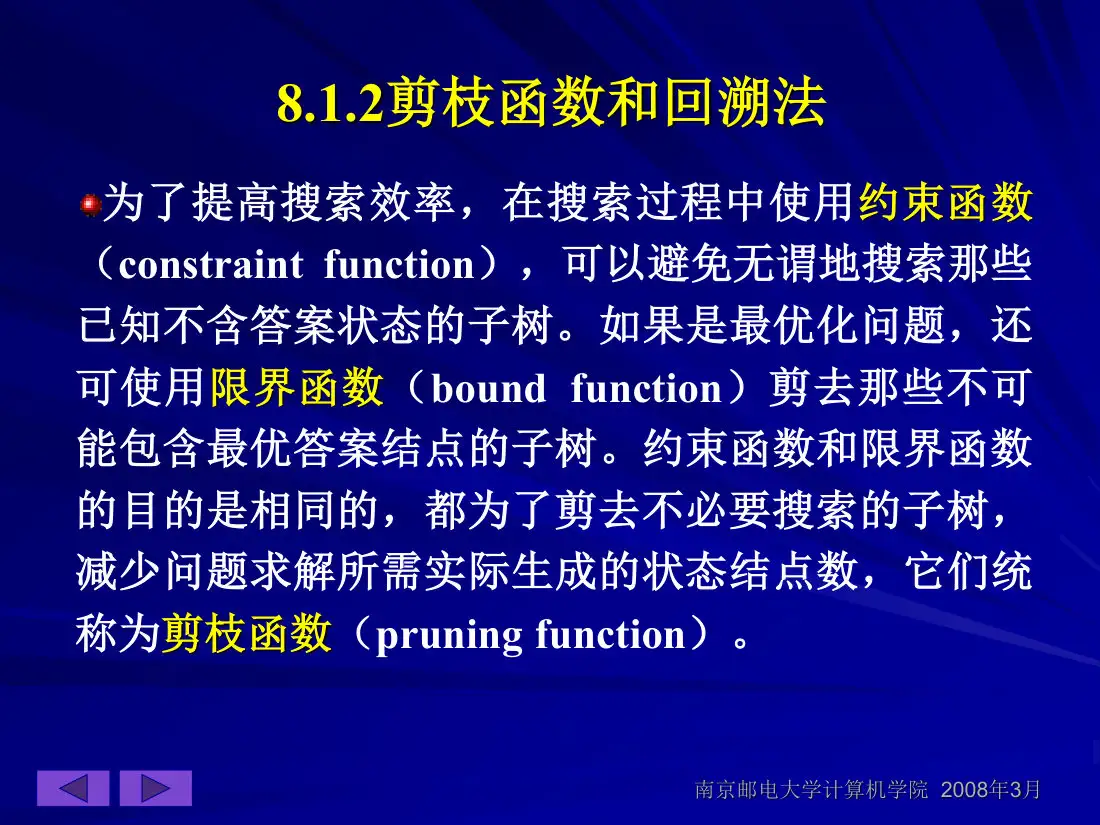 8.1.2剪枝函数和回溯法
为了提高搜索效率，在搜索过程中使用约束函数
（constraint function），可以避免无谓地搜索那些
已知不含答案状态的子树。如果是最优化问题，还
可使用限界函数（bound function）剪去那些不可
能包含最优答案结点的子树。约束函数和限界函数
的目的是相同的，都为了剪去不必要搜索的子树，
减少问题求解所需实际生成的状态结点数，它们统
称为剪枝函数（pruning function）。
南京邮电大学计算机学院 2008年3月